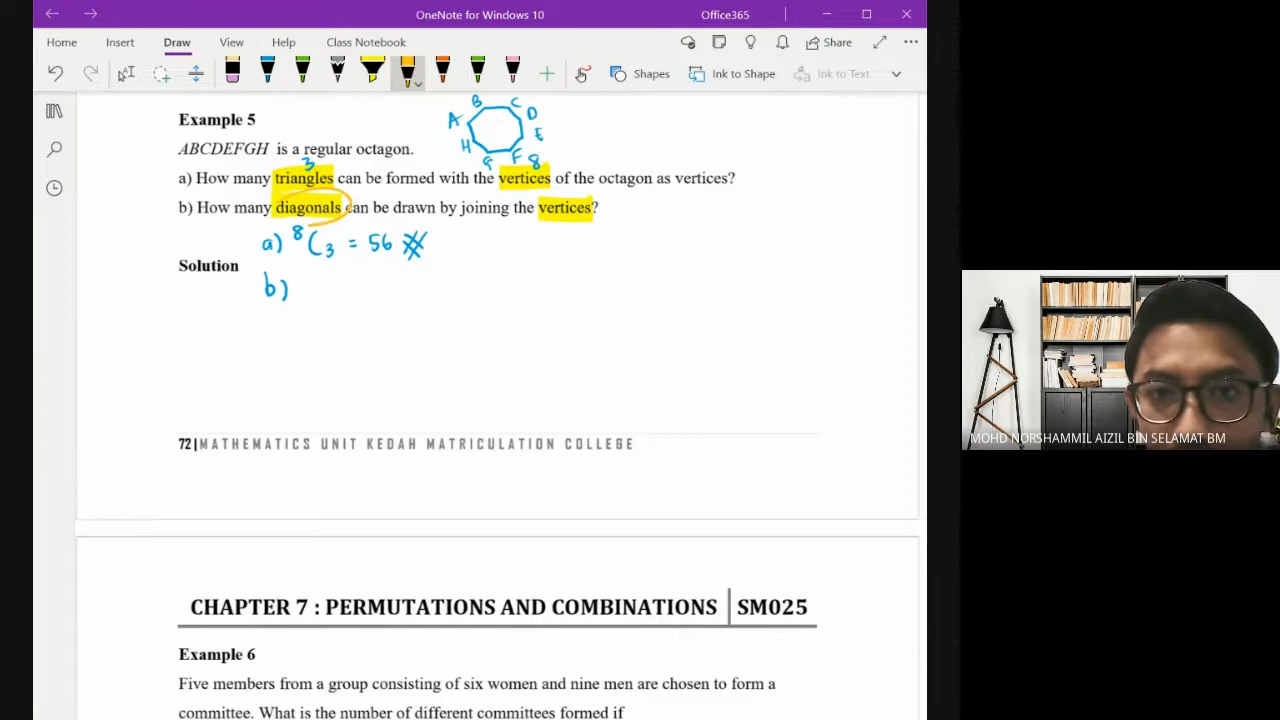 OneNote for Windows 10
Office365
Home Insert Draw View Help Class Notebook
Share
Shapes Ink to Shape Ink to Text
Example 5
ABCDEFGH is a regular octagon.
B C
A D
H E
G F 8
3
a) How many triangles can be formed with the vertices of the octagon as vertices?
b) How many diagonals can be drawn by joining the vertices?
a) ⁸C₃ = 56
Solution
b)
72|MATHEMATICS UNIT KEDAH MATRICULATION COLLEGE
CHAPTER 7 : PERMUTATIONS AND COMBINATIONS SM025
Example 6
Five members from a group consisting of six women and nine men are chosen to form a
committee. What is the number of different committees formed if
MOHD NORSHAMMIL AIZIL BIN SELAMAT BM